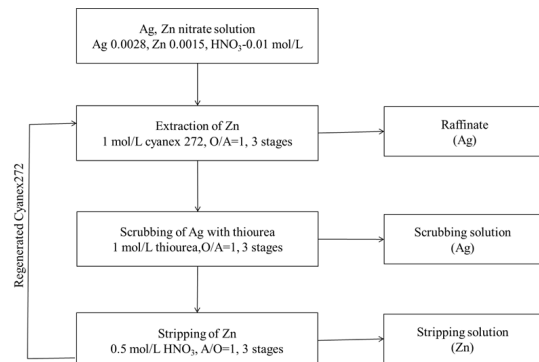 Ag, Zn nitrate solution
Ag 0.0028, Zn 0.0015, HNO₃-0.01 mol/L
Extraction of Zn
1 mol/L cyanex 272, O/A=1, 3 stages
Raffinate
(Ag)
Regenerated Cyanex272
Scrubbing of Ag with thiourea
1 mol/L thiourea,O/A=1, 3 stages
Scrubbing solution
(Ag)
Stripping of Zn
0.5 mol/L HNO₃, A/O=1, 3 stages
Stripping solution
(Zn)